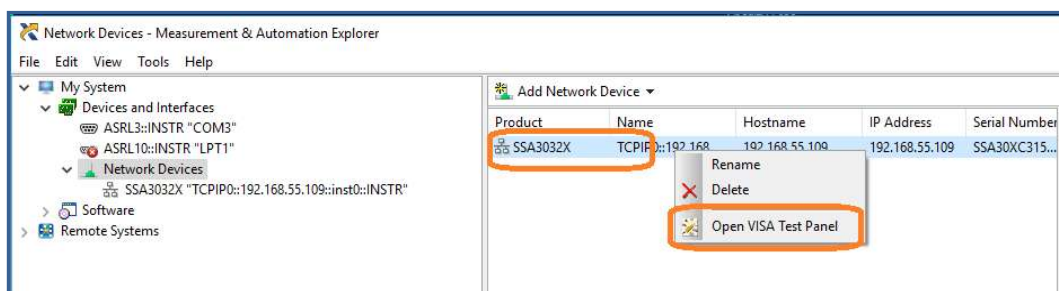 Network Devices - Measurement & Automation Explorer
File Edit View Tools Help
My System
Devices and Interfaces
ASRL3::INSTR "COM3"
ASRL10::INSTR "LPT1"
Network Devices
SSA3032X "TCPIP0::192.168.55.109::inst0::INSTR"
Software
Remote Systems
Add Network Device
Product Name Hostname IP Address Serial Number
SSA3032X TCPIP0::192.168 192.168.55.109 192.168.55.109 SSA30XC315...
Rename
Delete
Open VISA Test Panel